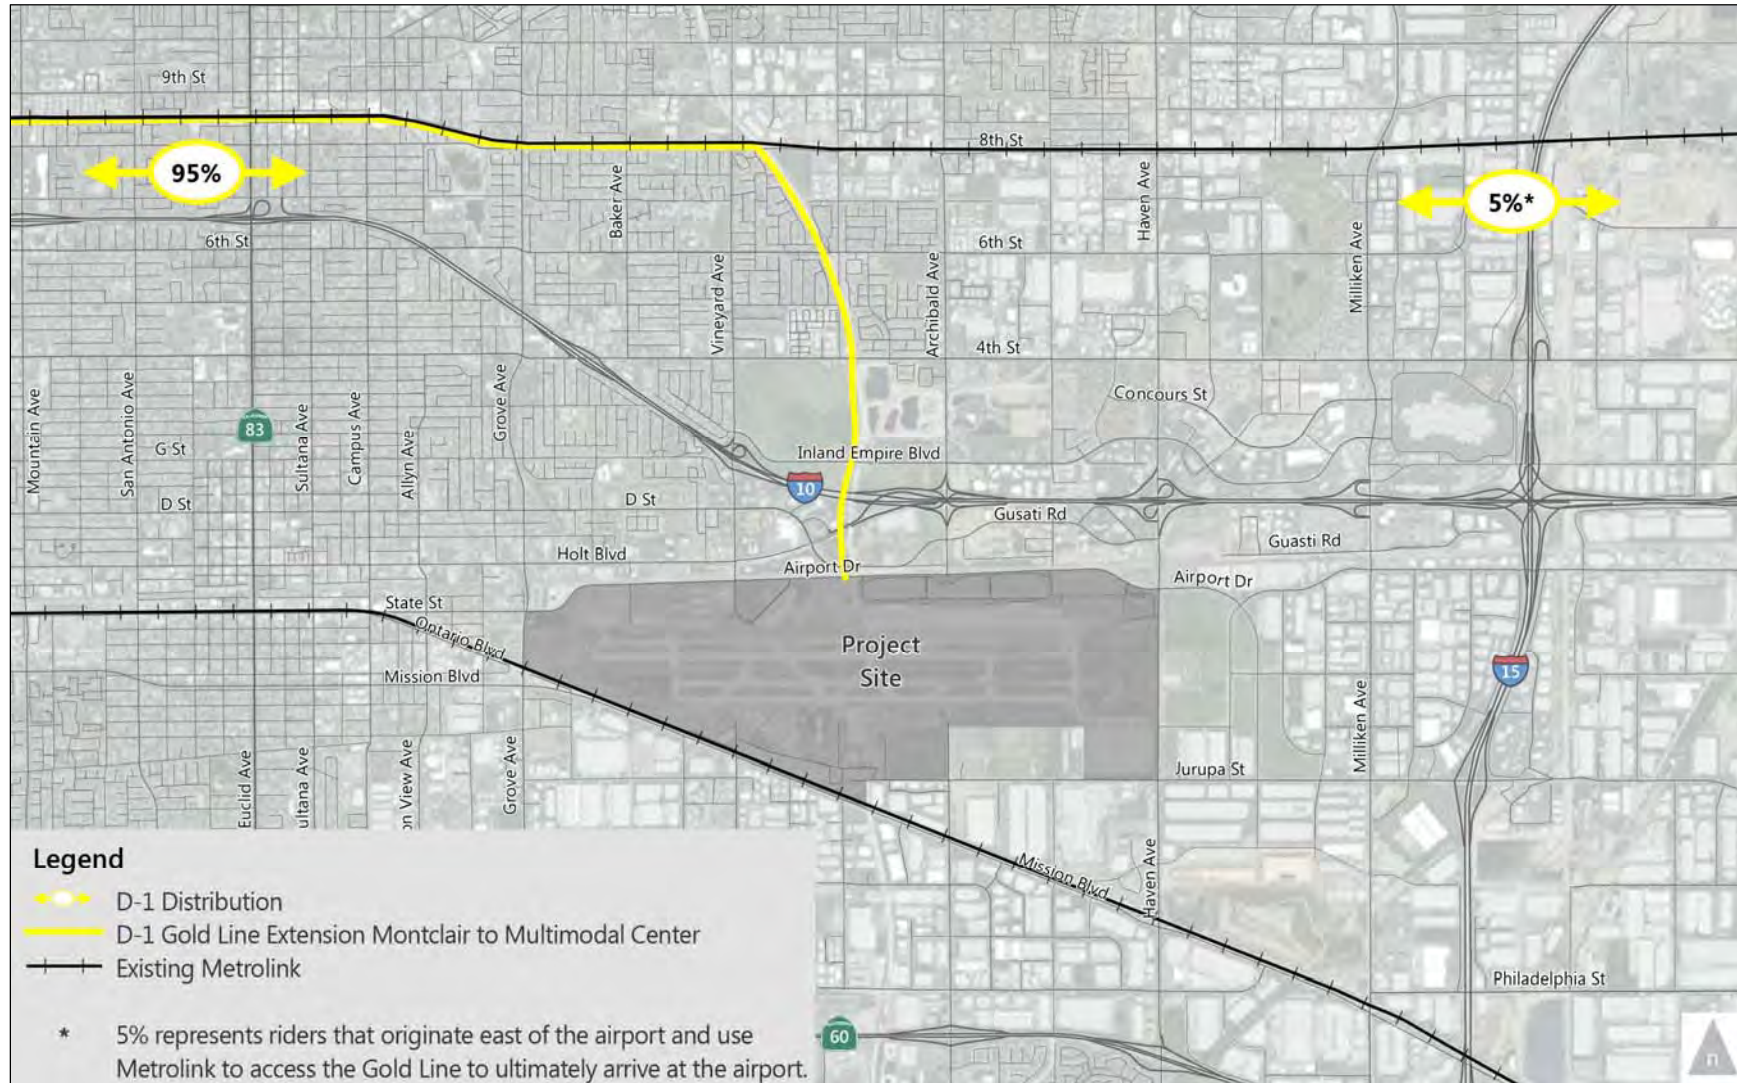 9th St
8th St
95%
5%*
6th St
6th St
Baker Ave
Haven Ave
Milliken Ave
Vineyard Ave
Archibald Ave
4th St
Mountain Ave
San Antonio Ave
83
Sultana Ave
Campus Ave
Allyn Ave
Grove Ave
Concours St
G St
Inland Empire Blvd
10
D St
D St
Gusati Rd
Guasti Rd
Holt Blvd
Airport Dr
Airport Dr
State St
Ontario Blvd
Mission Blvd
Project
Site
15
Milliken Ave
Euclid Ave
ultana Ave
on View Ave
Grove Ave
Jurupa St
Mission Blvd
Haven Ave
Philadelphia St
60
Legend
D-1 Distribution
D-1 Gold Line Extension Montclair to Multimodal Center
Existing Metrolink
* 5% represents riders that originate east of the airport and use
Metrolink to access the Gold Line to ultimately arrive at the airport.
n